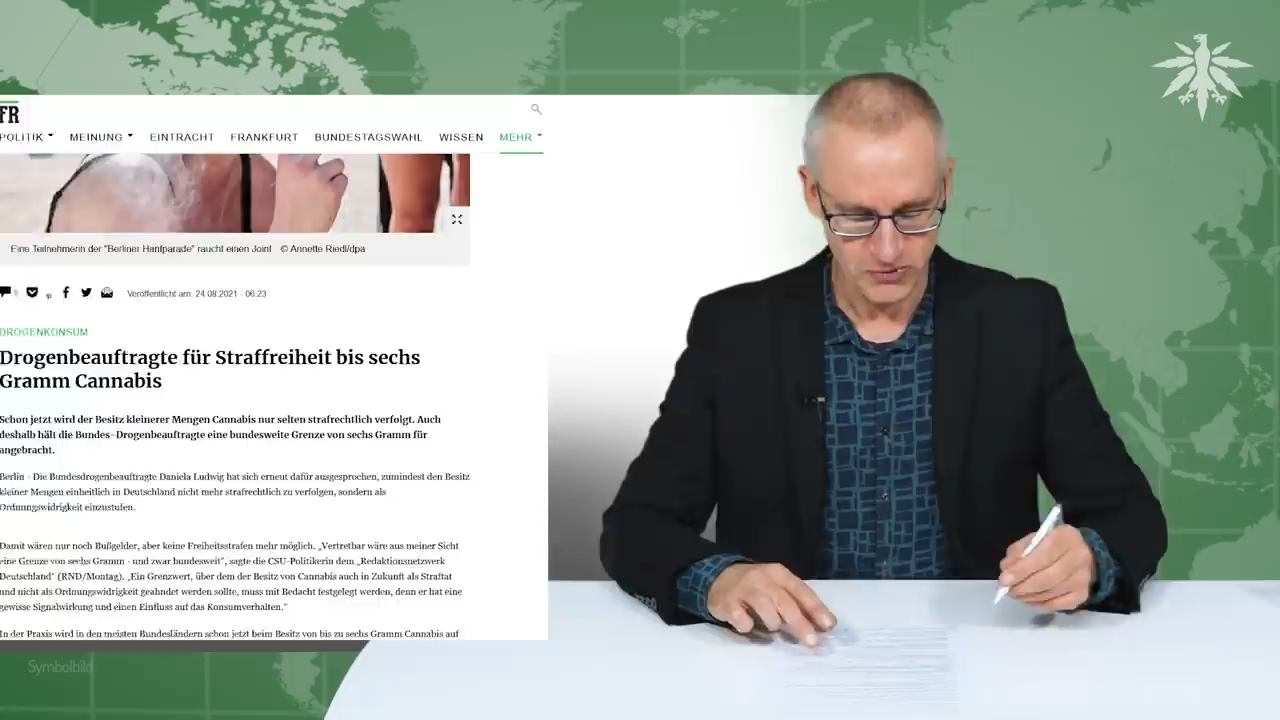 FR
POLITIK MEINUNG EINTRACHT FRANKFURT BUNDESTAGSWAHL WISSEN MEHR
Eine Teilnehmerin der "Berliner Hanfparade" raucht einen Joint © Annette Riedl/dpa
Veröffentlicht am: 24.08.2021 - 06:23
DROGENKONSUM
Drogenbeauftragte für Straffreiheit bis sechs
Gramm Cannabis
Schon jetzt wird der Besitz kleinerer Mengen Cannabis nur selten strafrechtlich verfolgt. Auch
deshalb hält die Bundes-Drogenbeauftragte eine bundesweite Grenze von sechs Gramm für
angebracht.
Berlin - Die Bundesdrogenbeauftragte Daniela Ludwig hat sich erneut dafür ausgesprochen, zumindest den Besitz
kleiner Mengen einheitlich in Deutschland nicht mehr strafrechtlich zu verfolgen, sondern als
Ordnungswidrigkeit einzustufen.
Damit wären nur noch Bußgelder, aber keine Freiheitsstrafen mehr möglich. „Vertretbar wäre aus meiner Sicht
eine Grenze von sechs Gramm - und zwar bundesweit", sagte die CSU-Politikerin dem „Redaktionsnetzwerk
Deutschland" (RND/Montag). „Ein Grenzwert, über dem der Besitz von Cannabis auch in Zukunft als Straftat
und nicht als Ordnungswidrigkeit geahndet werden sollte, muss mit Bedacht festgelegt werden, denn er hat eine
gewisse Signalwirkung und einen Einfluss auf das Konsumverhalten."
In der Praxis wird in den meisten Bundesländern schon jetzt beim Besitz von bis zu sechs Gramm Cannabis auf
Symbolbild